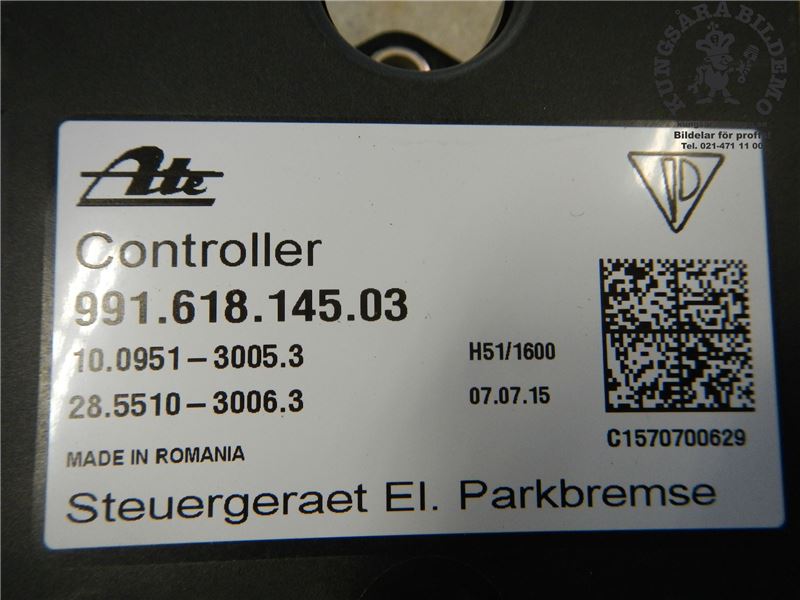 KUNGSÅRA BILDEMO
Bildelar för proffs
Tel. 021-471 11 00
Ate
Controller
991.618.145.03
10.0951-3005.3 H51/1600
28.5510-3006.3 07.07.15
C1570700629
MADE IN ROMANIA
Steuergeraet El. Parkbremse